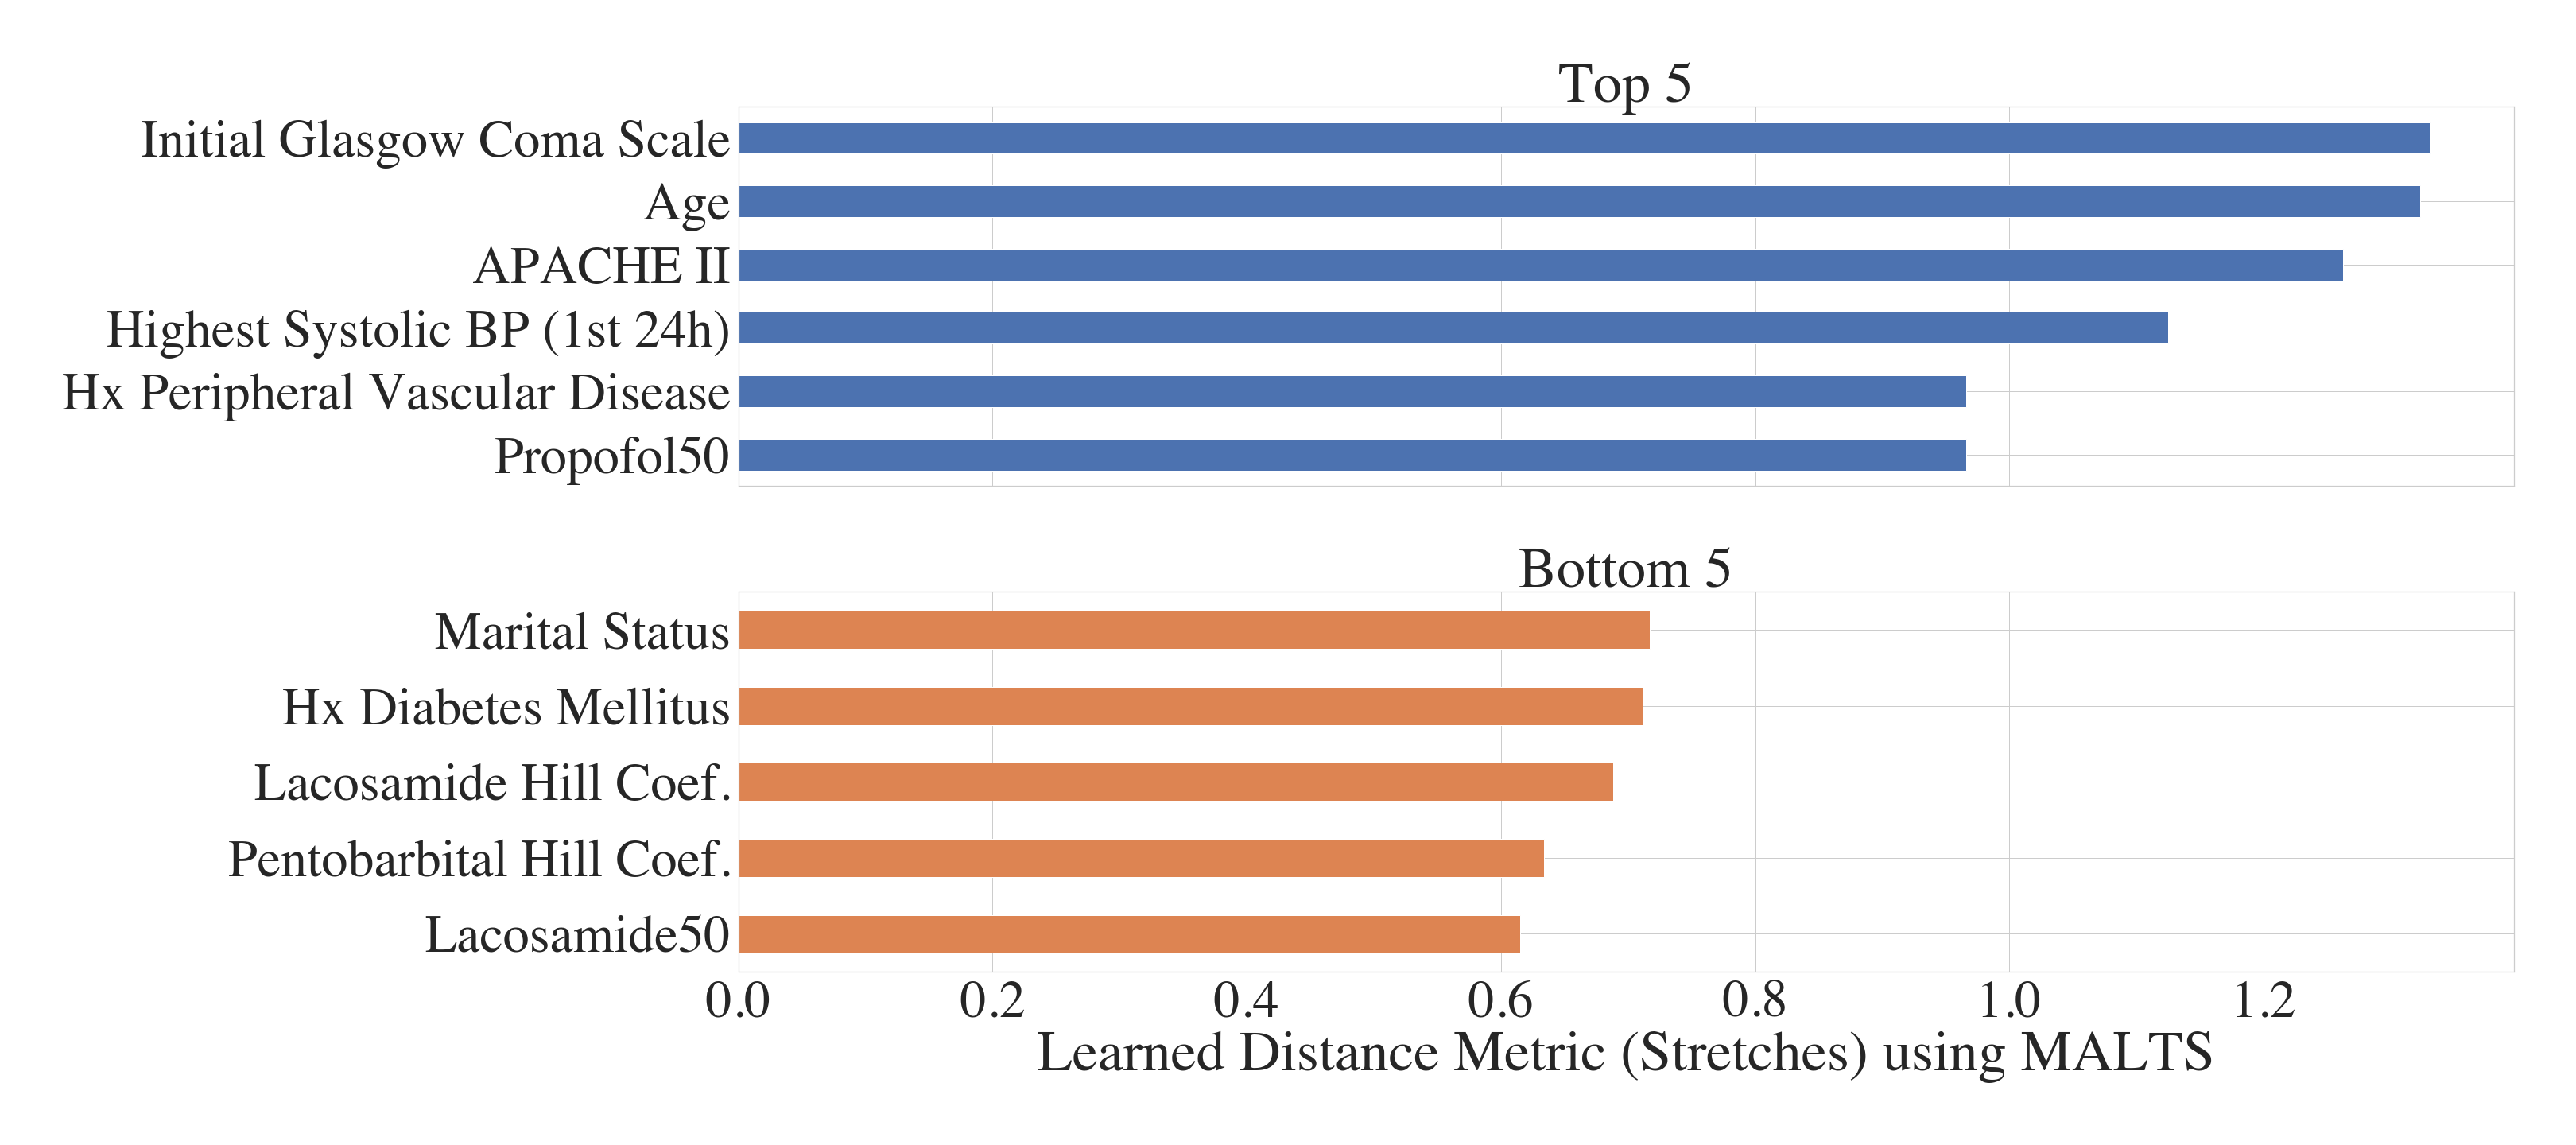 Top 5
Initial Glasgow Coma Scale
Age
APACHE II
Highest Systolic BP (1st 24h)
Hx Peripheral Vascular Disease
Propofol50
Bottom 5
Marital Status
Hx Diabetes Mellitus
Lacosamide Hill Coef.
Pentobarbital Hill Coef.
Lacosamide50
0.0 0.2 0.4 0.6 0.8 1.0 1.2
Learned Distance Metric (Stretches) using MALTS